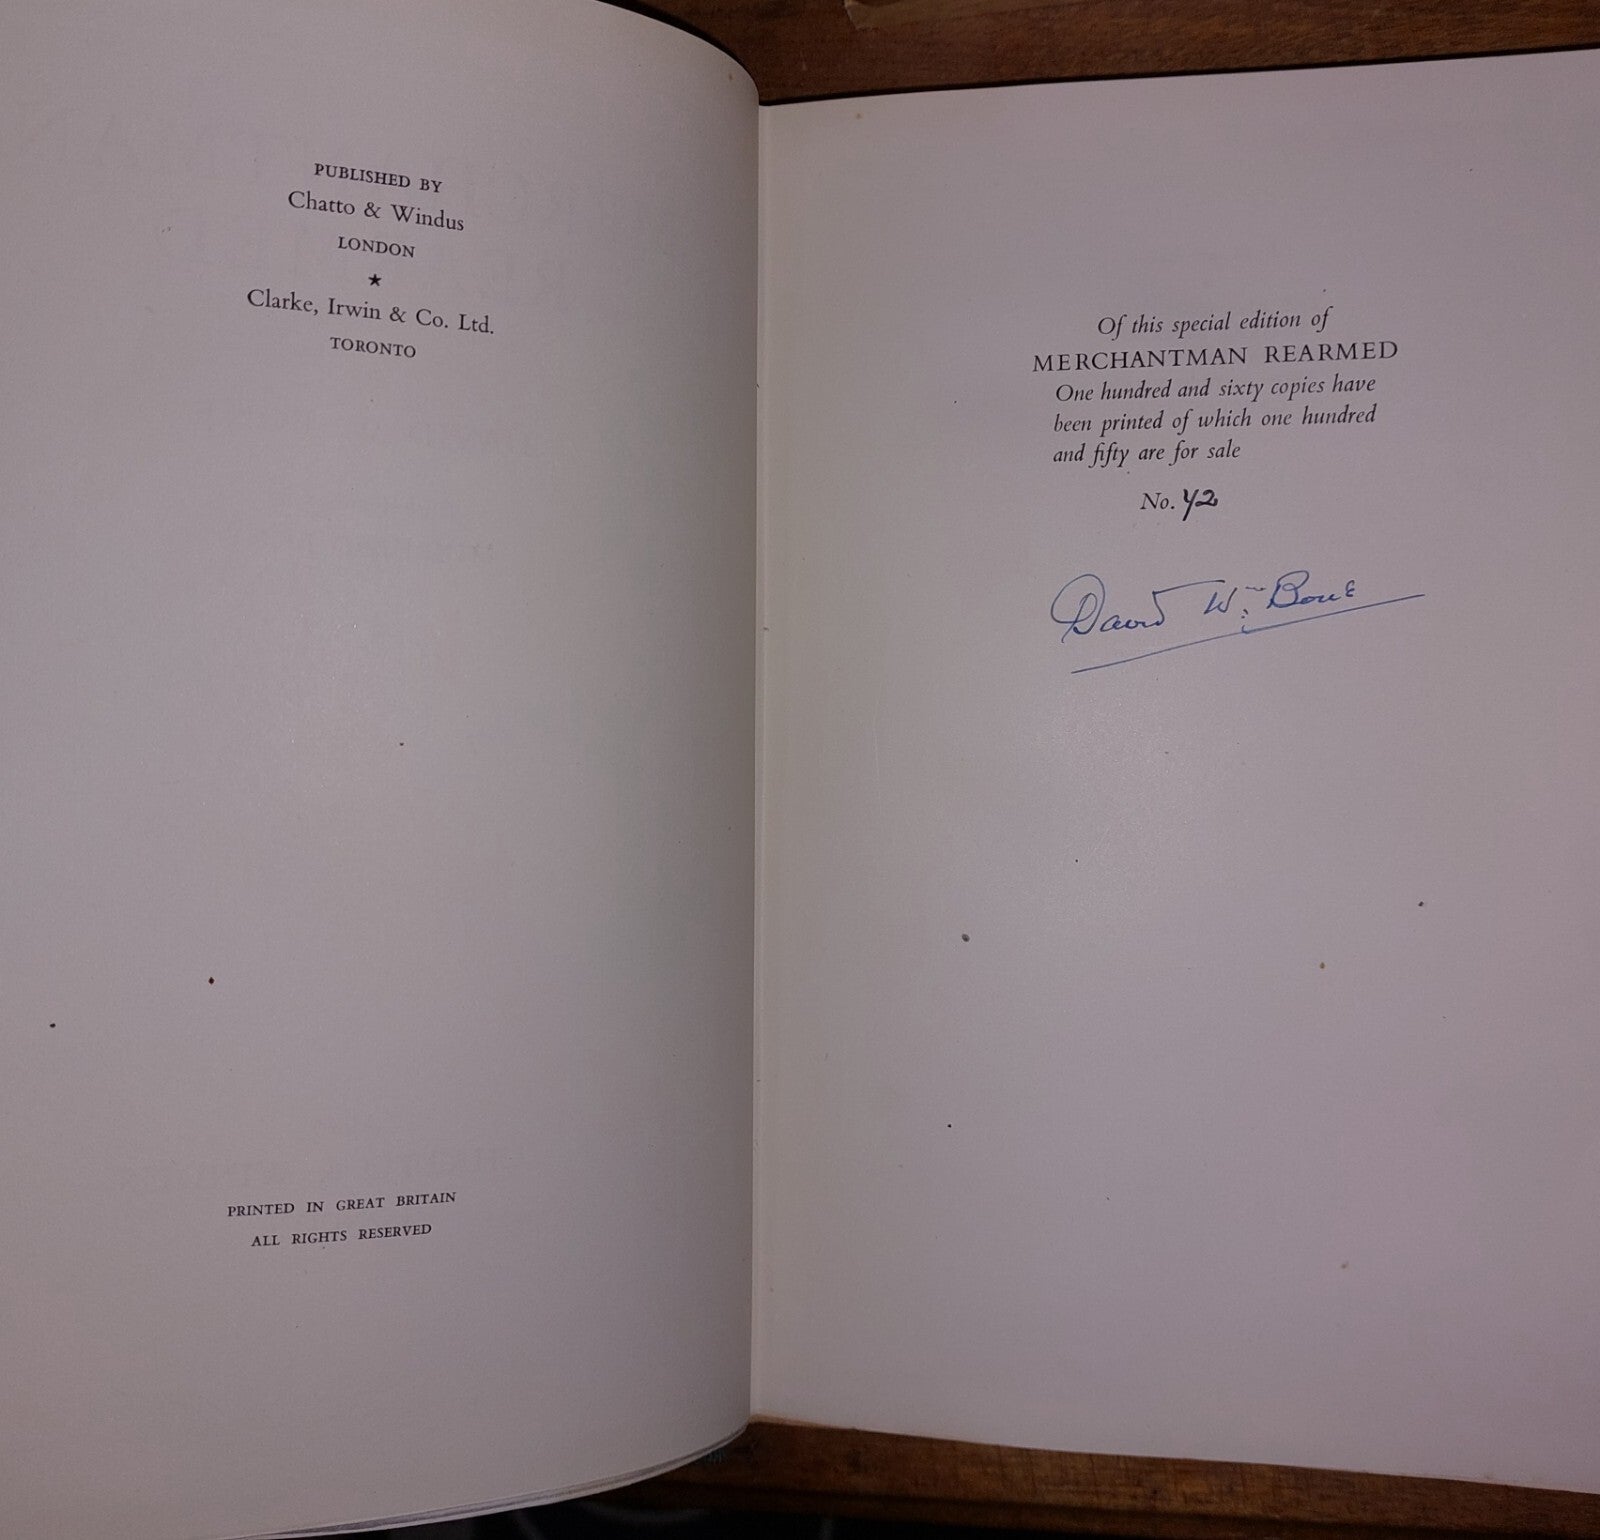 PUBLISHED BY
Chatto & Windus
LONDON
★
Clarke, Irwin & Co. Ltd.
TORONTO
PRINTED IN GREAT BRITAIN
ALL RIGHTS RESERVED
Of this special edition of
MERCHANTMAN REARMED
One hundred and sixty copies have
been printed of which one hundred
and fifty are for sale
No. 42
David Wm Bone